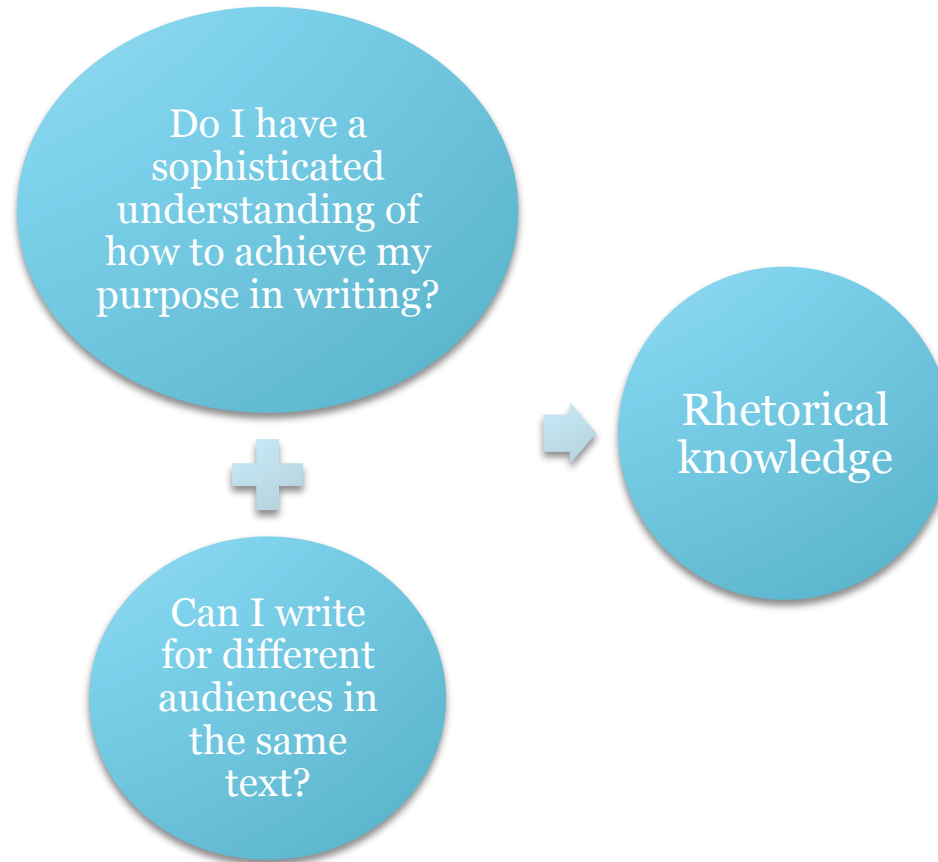 Do I have a
sophisticated
understanding of
how to achieve my
purpose in writing?
Can I write
for different
audiences in
the same
text?
Rhetorical
knowledge